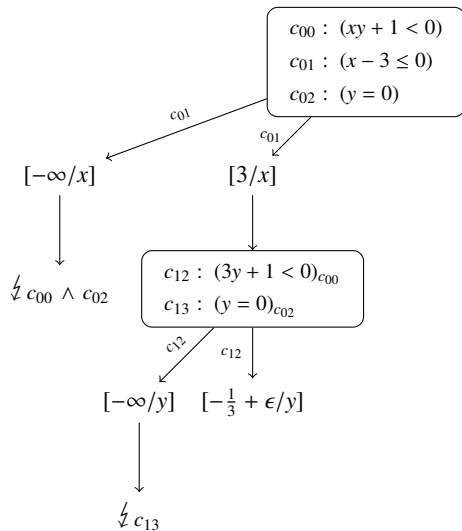 c₀₀ : (xy + 1 < 0)
c₀₁ : (x − 3 ≤ 0)
c₀₂ : (y = 0)
c₀₁
c₀₁
[−∞/x]
[3/x]
↯ c₀₀ ∧ c₀₂
c₁₂ : (3y + 1 < 0)c₀₀
c₁₃ : (y = 0)c₀₂
c₁₂
c₁₂
[−∞/y]
[−1/3 + ϵ/y]
↯ c₁₃